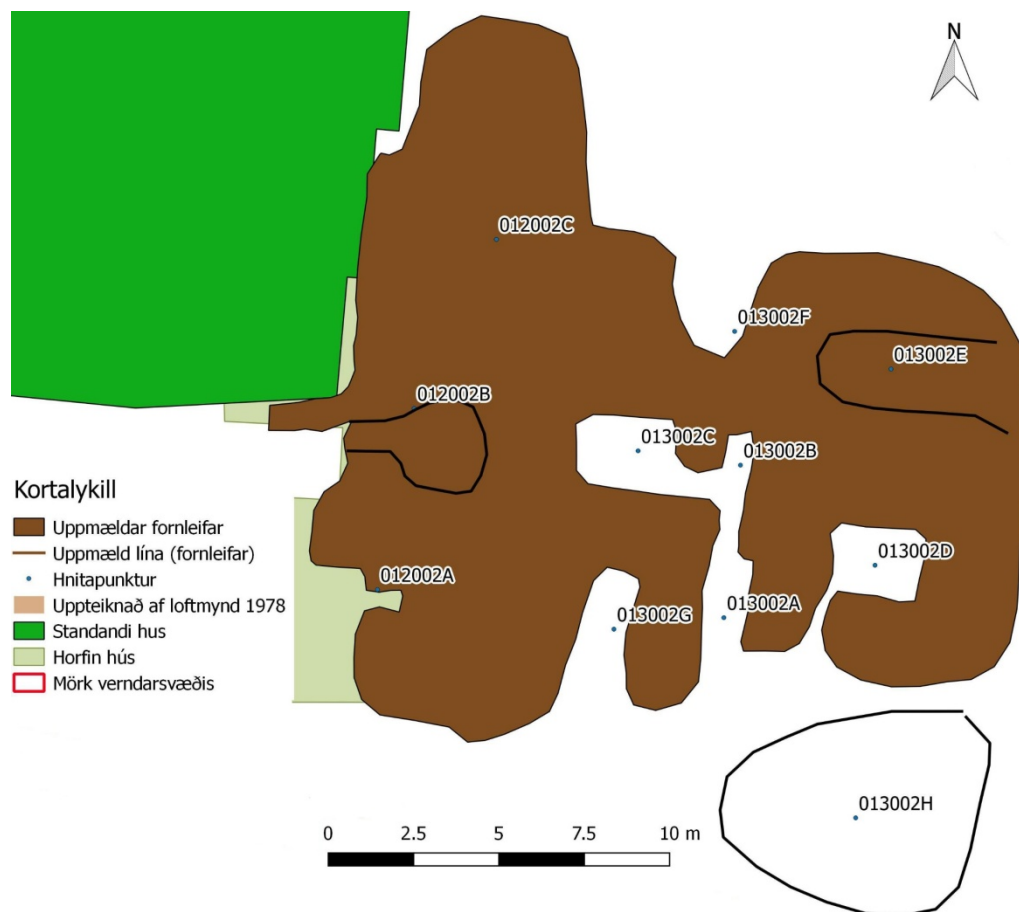 N
012002C
013002F
013002E
012002B
013002C
013002B
013002D
012002A
013002A
013002G
013002H
Kortalykill
Uppmældar fornleifar
Uppmæld lína (fornleifar)
Hnitapunktur
Uppteiknað af loftmynd 1978
Standandi hus
Horfin hús
Mörk verndarsvæðis
0 2.5 5 7.5 10 m